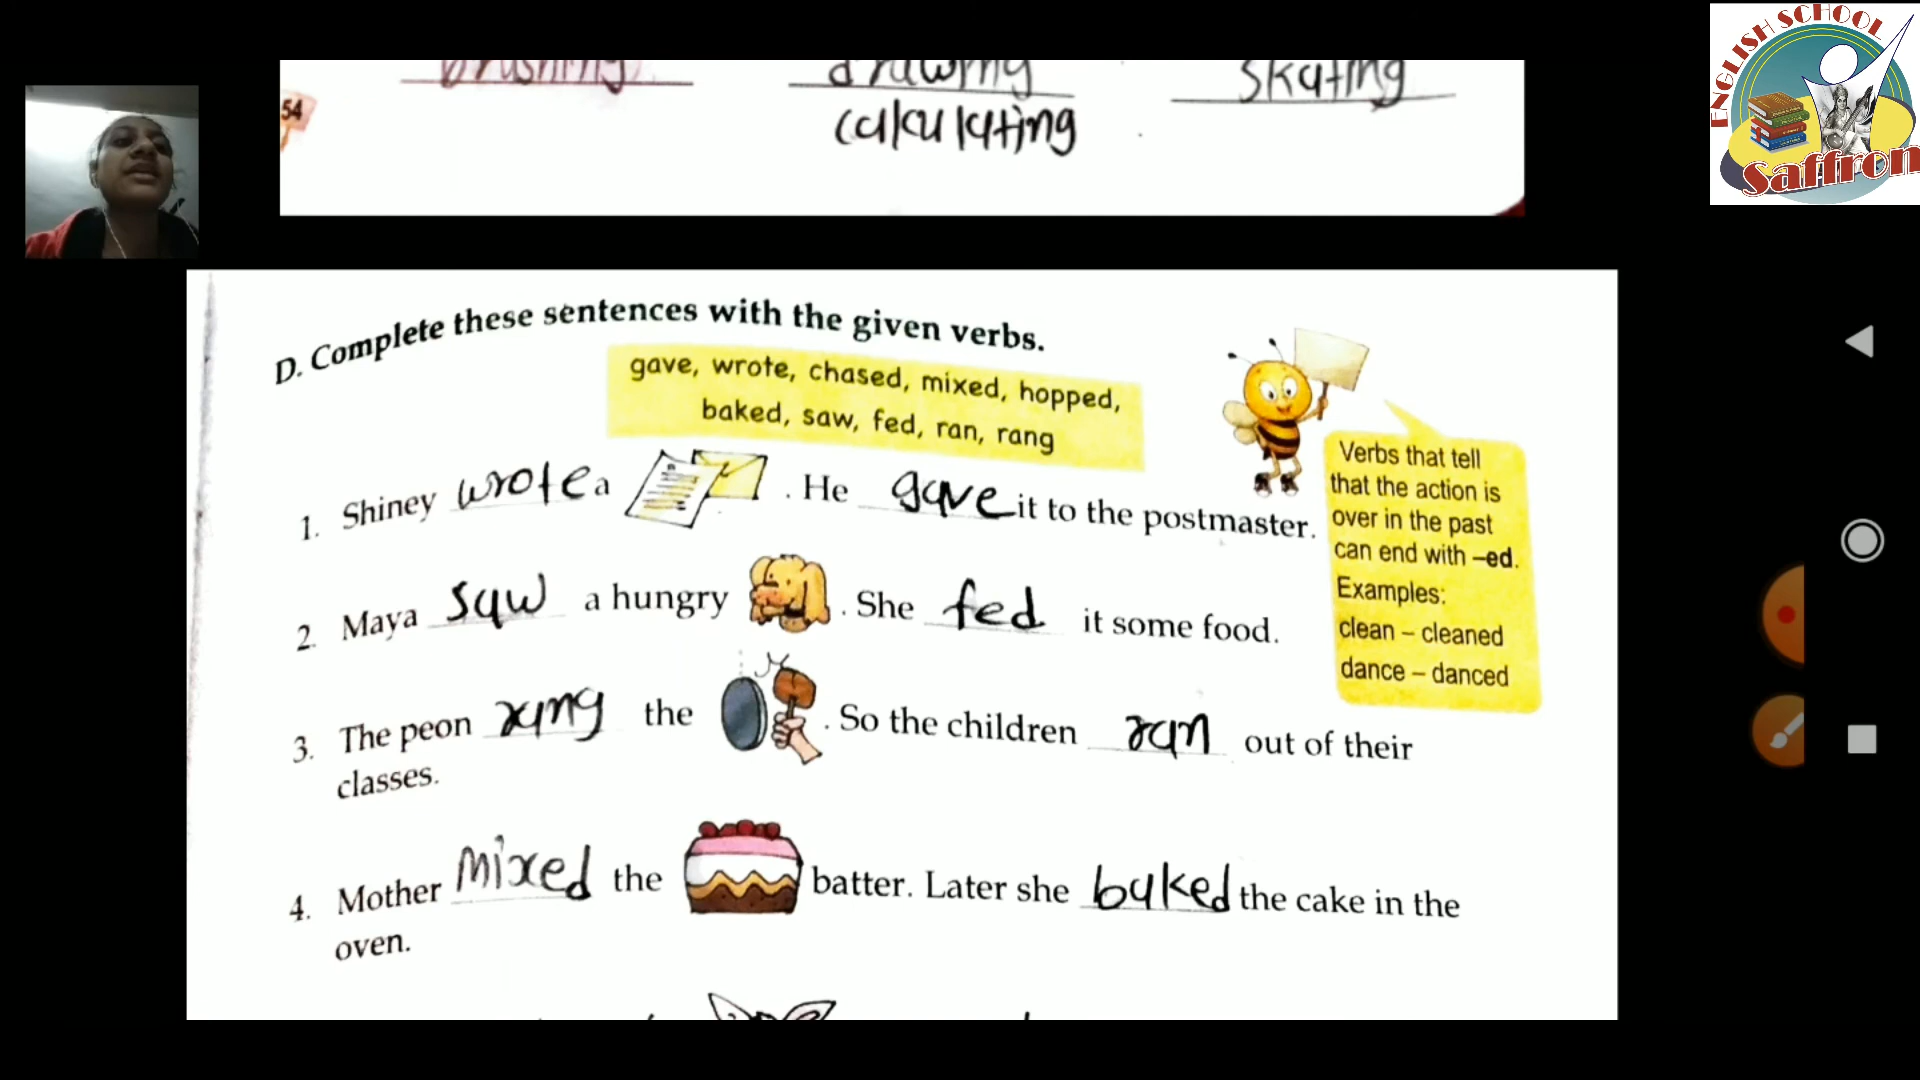 brushing drawing skating
54
calculating
ENGLISH SCHOOL
Saffron
D. Complete these sentences with the given verbs.
gave, wrote, chased, mixed, hopped,
baked, saw, fed, ran, rang
1. Shiney wrote a . He gave it to the postmaster.
2. Maya saw a hungry . She fed it some food.
3. The peon rang the . So the children ran out of their
classes.
4. Mother mixed the batter. Later she baked the cake in the
oven.
Verbs that tell
that the action is
over in the past
can end with –ed.
Examples:
clean – cleaned
dance – danced